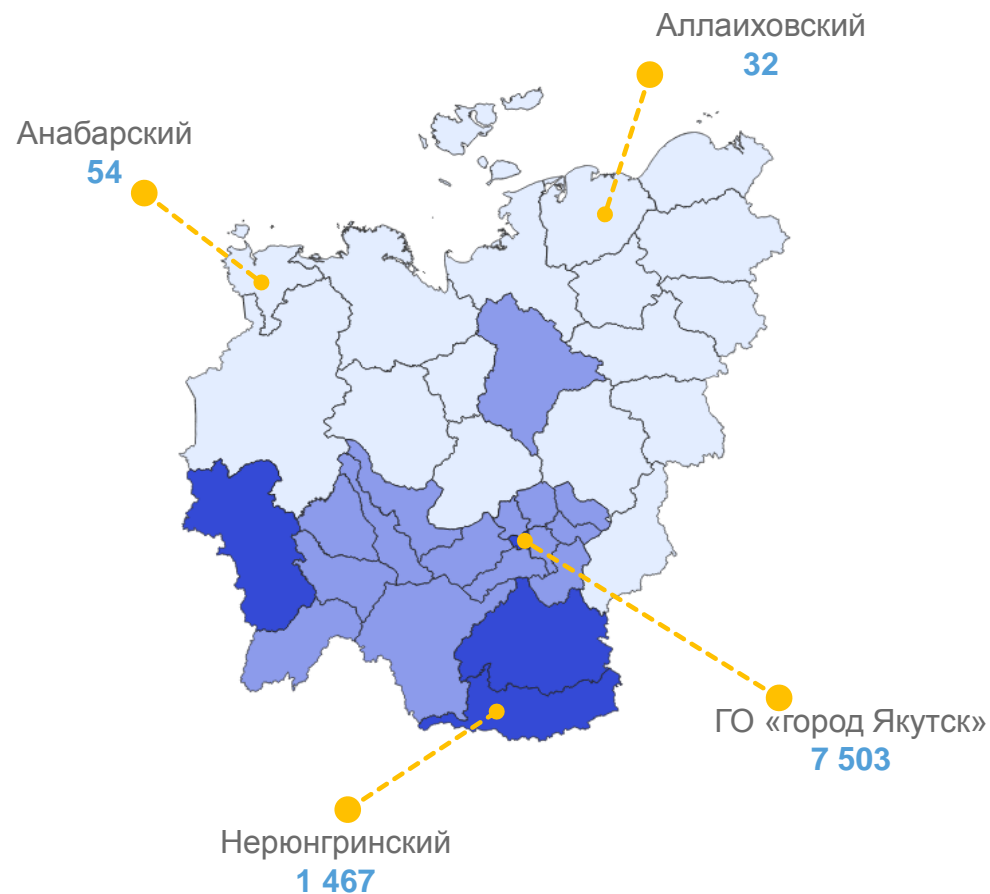 Аллаиховский
32
Анабарский
54
ГО «город Якутск»
7 503
Нерюнгринский
1 467